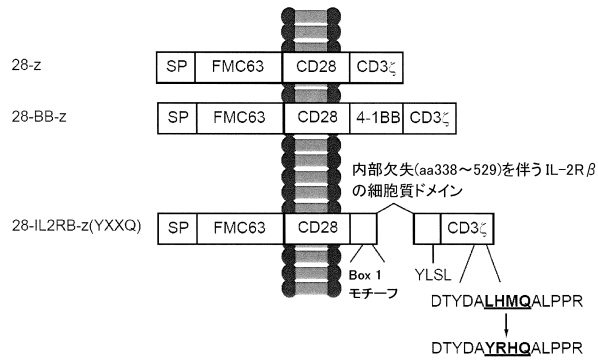 28-z
SP FMC63 CD28 CD3ζ
28-BB-z
SP FMC63 CD28 4-1BB CD3ζ
内部欠失(aa338～529)を伴うIL-2Rβ
の細胞質ドメイン
28-IL2RB-z(YXXQ)
SP FMC63 CD28 CD3ζ
Box 1
モチーフ
YLSL
DTYDALHMQALPPR
DTYDAYRHQALPPR